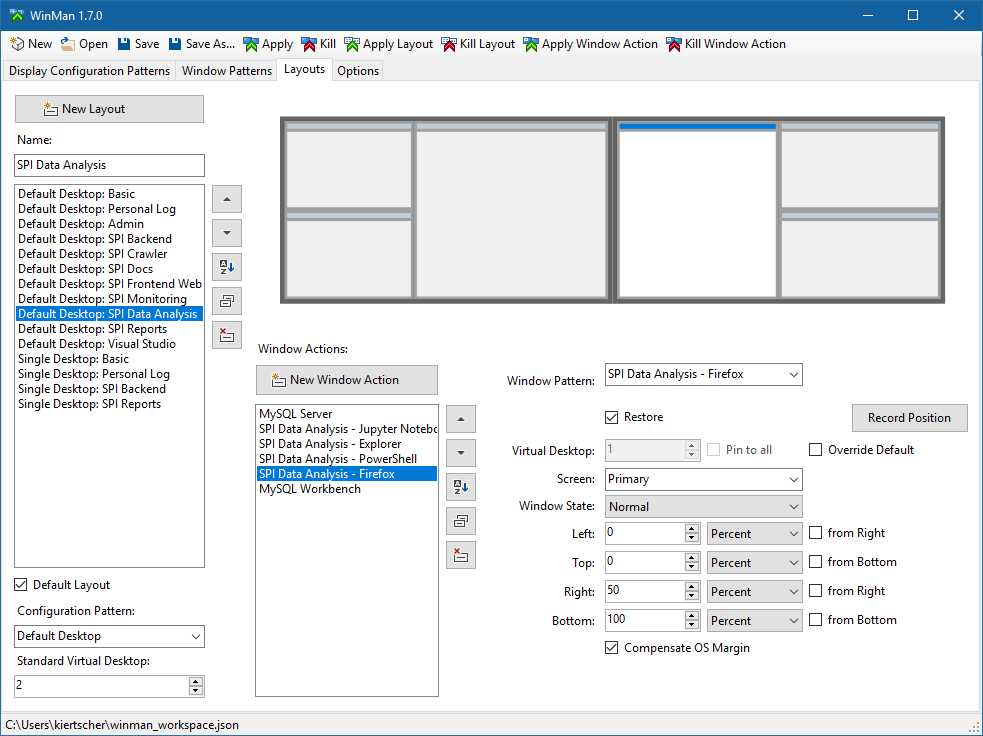 WinMan 1.7.0
New Open Save Save As... Apply Kill Apply Layout Kill Layout Apply Window Action Kill Window Action
Display Configuration Patterns Window Patterns Layouts Options
New Layout
Name:
SPI Data Analysis
Default Desktop: Basic
Default Desktop: Personal Log
Default Desktop: Admin
Default Desktop: SPI Backend
Default Desktop: SPI Crawler
Default Desktop: SPI Docs
Default Desktop: SPI Frontend Web
Default Desktop: SPI Monitoring
Default Desktop: SPI Data Analysis
Default Desktop: SPI Reports
Default Desktop: Visual Studio
Single Desktop: Basic
Single Desktop: Personal Log
Single Desktop: SPI Backend
Single Desktop: SPI Reports
Default Layout
Configuration Pattern:
Default Desktop
Standard Virtual Desktop:
2
Window Actions:
New Window Action
MySQL Server
SPI Data Analysis - Jupyter Notebo
SPI Data Analysis - Explorer
SPI Data Analysis - PowerShell
SPI Data Analysis - Firefox
MySQL Workbench
Window Pattern: SPI Data Analysis - Firefox
Restore Record Position
Virtual Desktop: 1 Pin to all Override Default
Screen: Primary
Window State: Normal
Left: 0 Percent from Right
Top: 0 Percent from Bottom
Right: 50 Percent from Right
Bottom: 100 Percent from Bottom
Compensate OS Margin
C:\Users\kiertscher\winman_workspace.json